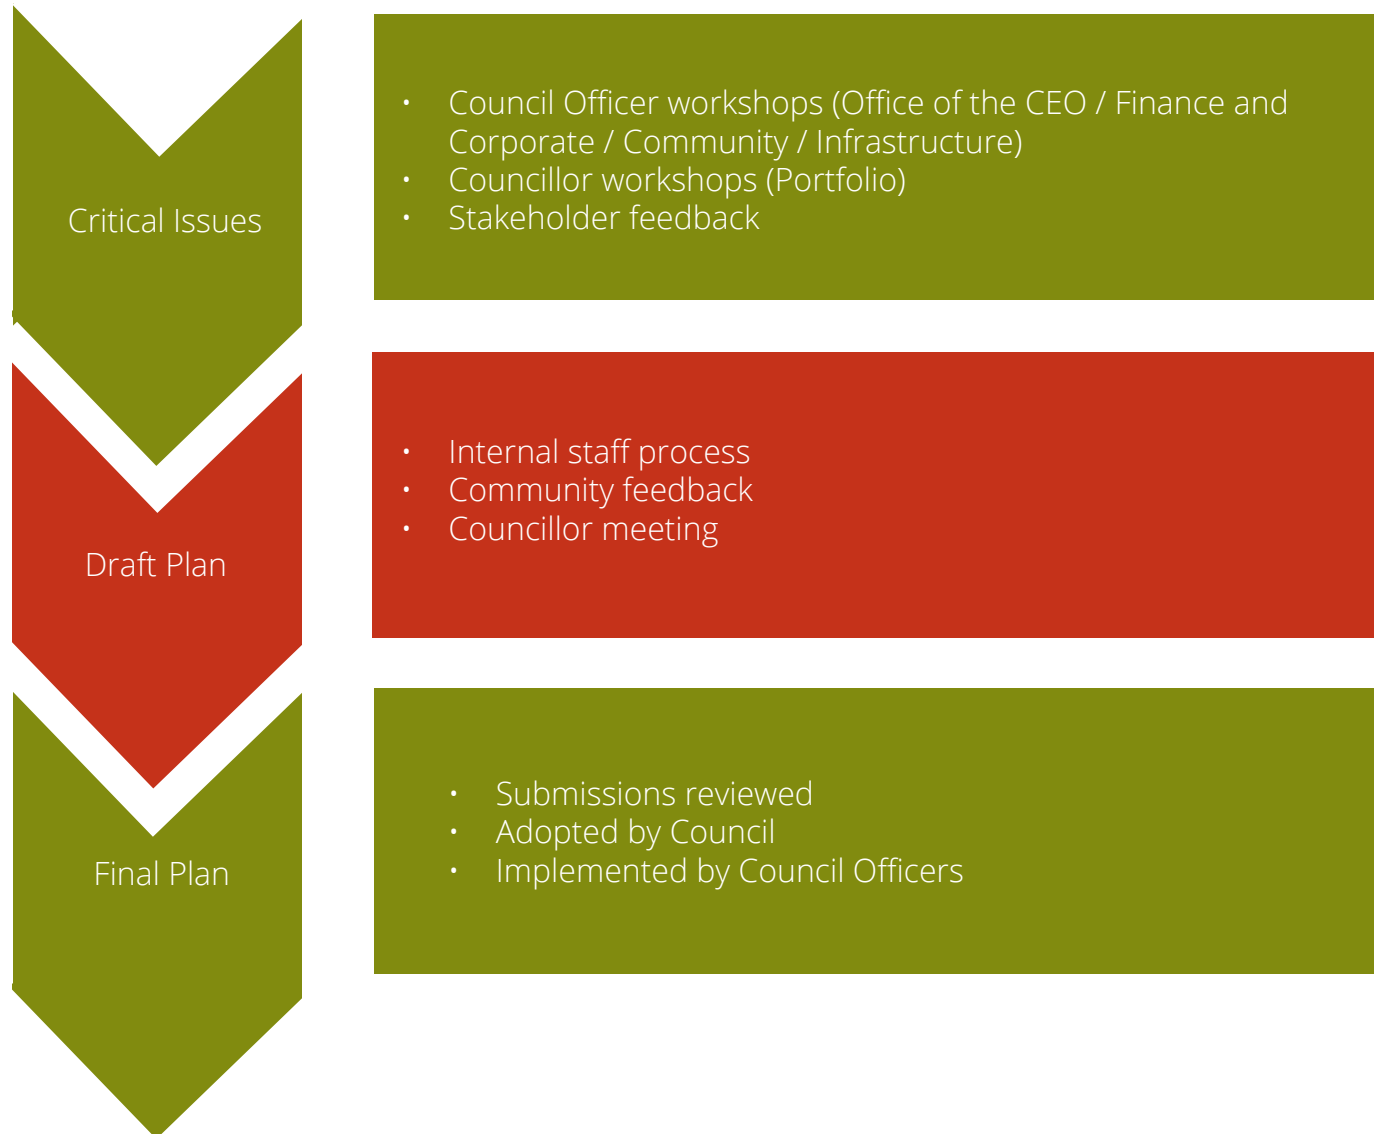 Critical Issues
• Council Officer workshops (Office of the CEO / Finance and
Corporate / Community / Infrastructure)
• Councillor workshops (Portfolio)
• Stakeholder feedback
Draft Plan
• Internal staff process
• Community feedback
• Councillor meeting
Final Plan
• Submissions reviewed
• Adopted by Council
• Implemented by Council Officers